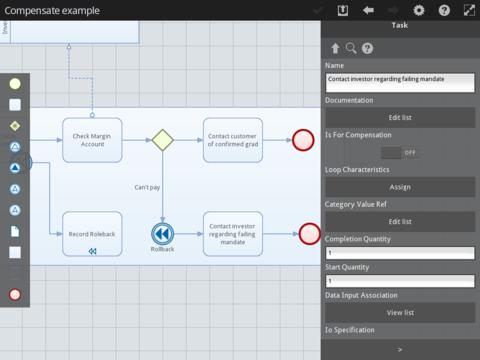 Compensate example
Task
Name
Contact investor regarding failing mandate
Documentation
Edit list
Is For Compensation
OFF
Loop Characteristics
Assign
Category Value Ref
Edit list
Completion Quantity
1
Start Quantity
1
Data Input Association
View list
Io Specification
>
Check Margin
Account
Contact customer
of confirmed grad
Can't pay
Record Roleback
Rollback
Contact investor
regarding failing
mandate